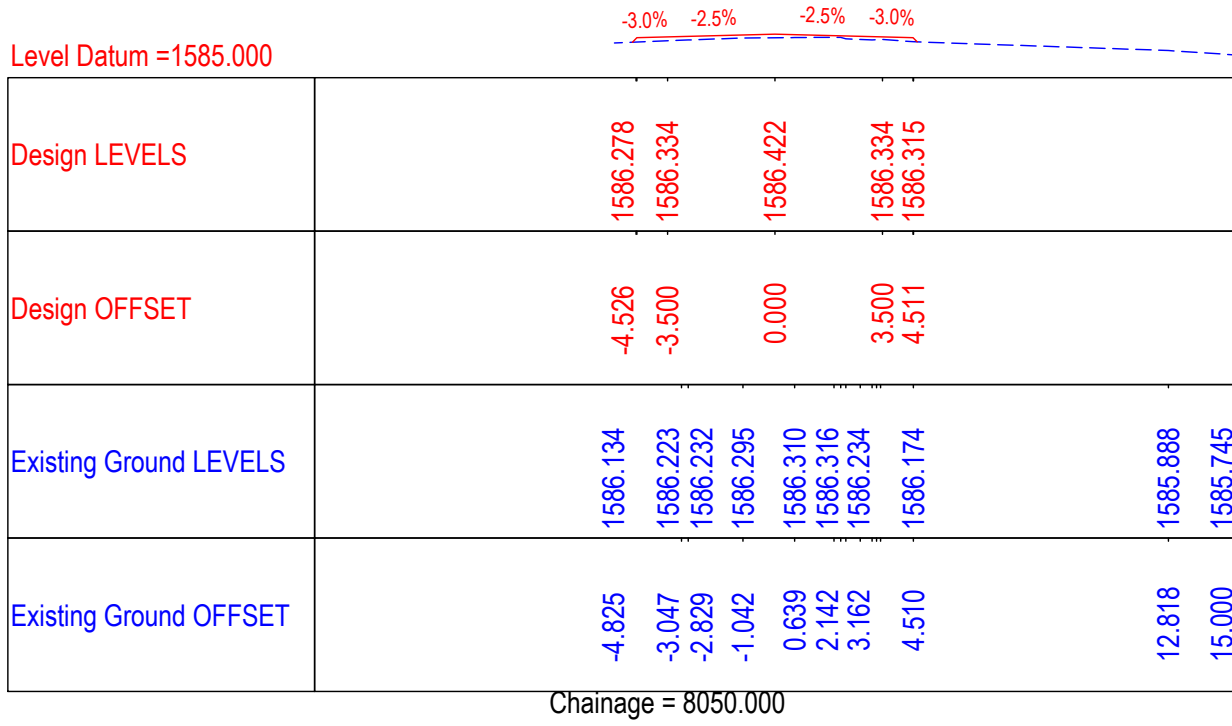 -3.0% -2.5% -2.5% -3.0%
Level Datum =1585.000
Design LEVELS 1586.278 1586.334 1586.422 1586.334 1586.315
Design OFFSET -4.526 -3.500 0.000 3.500 4.511
Existing Ground LEVELS 1586.134 1586.223 1586.232 1586.295 1586.310 1586.316 1586.234 1586.174 1585.888 1585.745
Existing Ground OFFSET -4.825 -3.047 -2.829 -1.042 0.639 2.142 3.162 4.510 12.818 15.000
Chainage = 8050.000